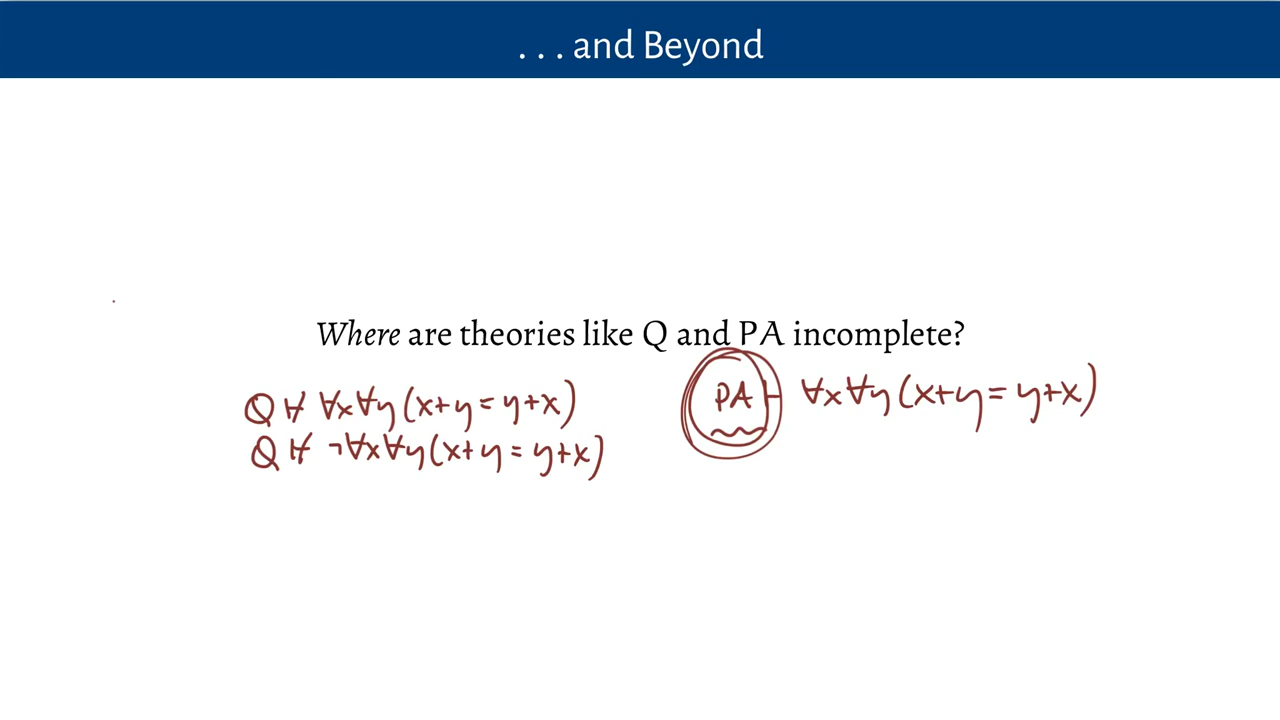 . . . and Beyond
Where are theories like Q and PA incomplete?
Q ⊬ ∀x∀y(x+y = y+x)
Q ⊬ ¬∀x∀y(x+y = y+x)
PA ⊢ ∀x∀y(x+y = y+x)